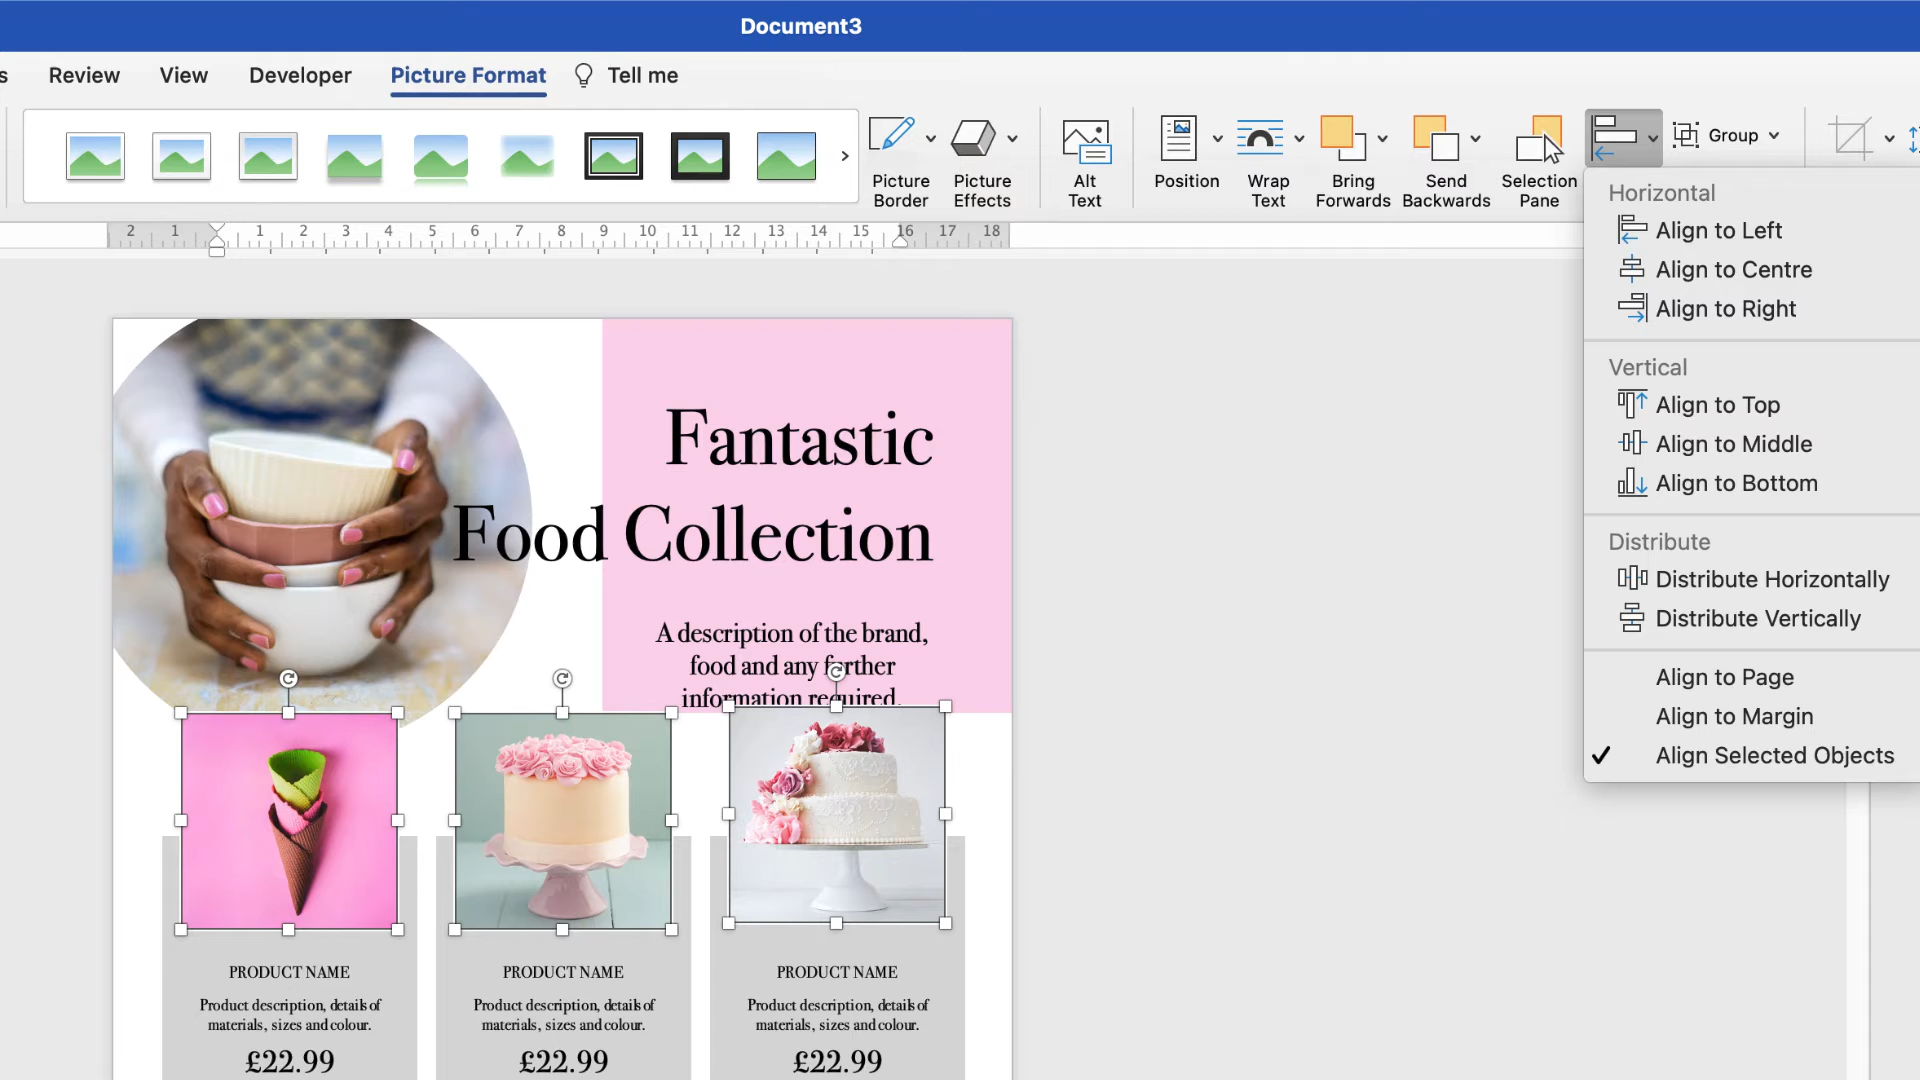 Document3
s Review View Developer Picture Format Tell me
Picture Border
Picture Effects
Alt Text
Position
Wrap Text
Bring Forwards
Send Backwards
Selection Pane
Group
2 1 1 2 3 4 5 6 7 8 9 10 11 12 13 14 15 16 17 18
Horizontal
Align to Left
Align to Centre
Align to Right
Vertical
Align to Top
Align to Middle
Align to Bottom
Distribute
Distribute Horizontally
Distribute Vertically
Align to Page
Align to Margin
Align Selected Objects
Fantastic
Food Collection
A description of the brand,
food and any further
information required.
PRODUCT NAME
Product description, details of
materials, sizes and colour.
£22.99
PRODUCT NAME
Product description, details of
materials, sizes and colour.
£22.99
PRODUCT NAME
Product description, details of
materials, sizes and colour.
£22.99